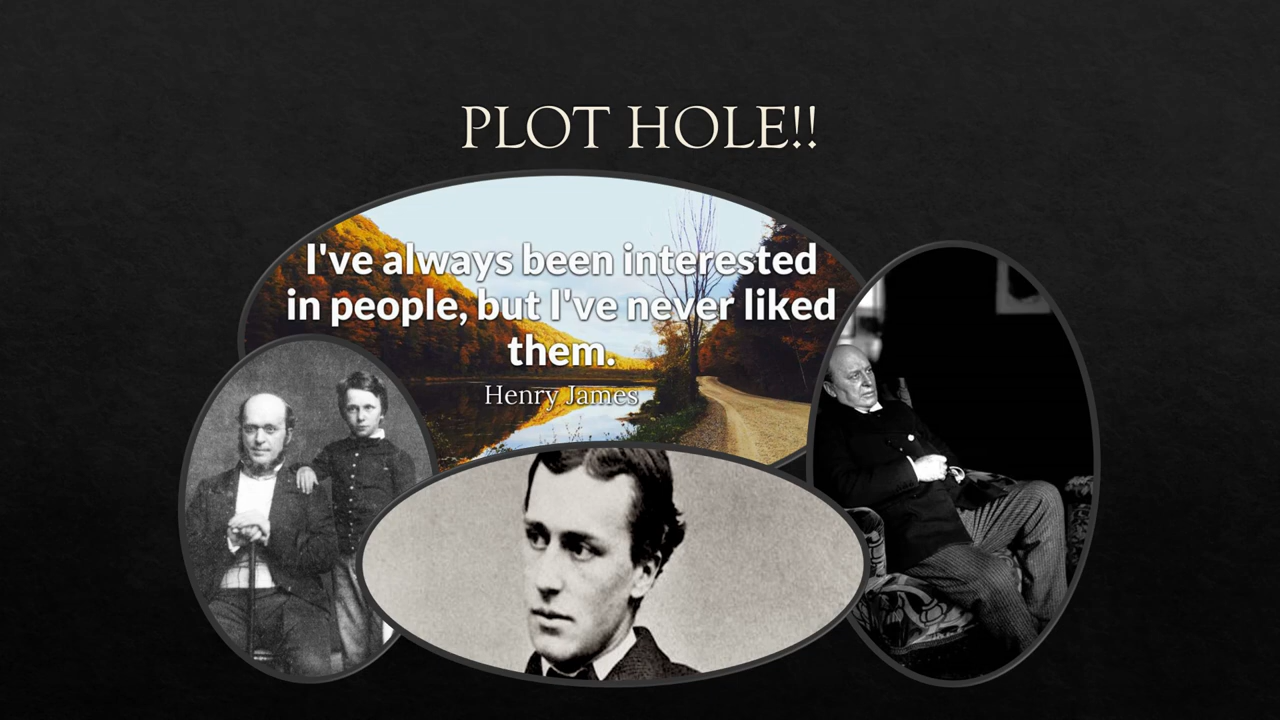 PLOT HOLE!!
I've always been interested
in people, but I've never liked
them.
Henry James